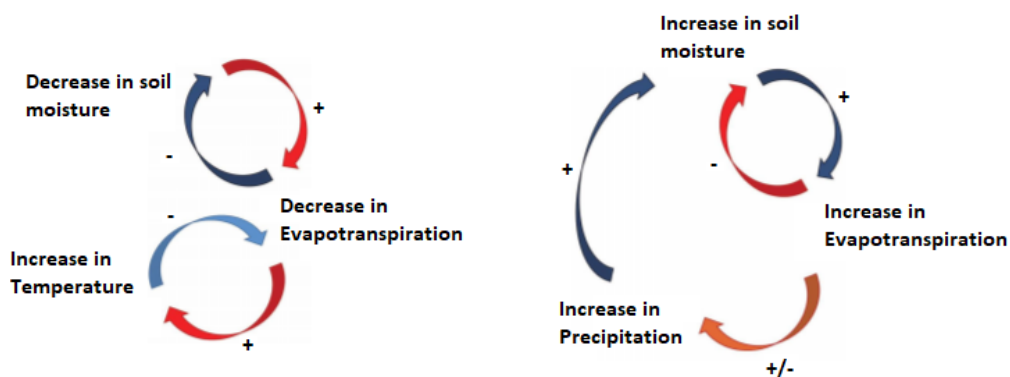 Decrease in soil
moisture
+
-
-
Decrease in
Evapotranspiration
Increase in
Temperature
+
Increase in soil
moisture
+
-
+
Increase in
Evapotranspiration
Increase in
Precipitation
+/-